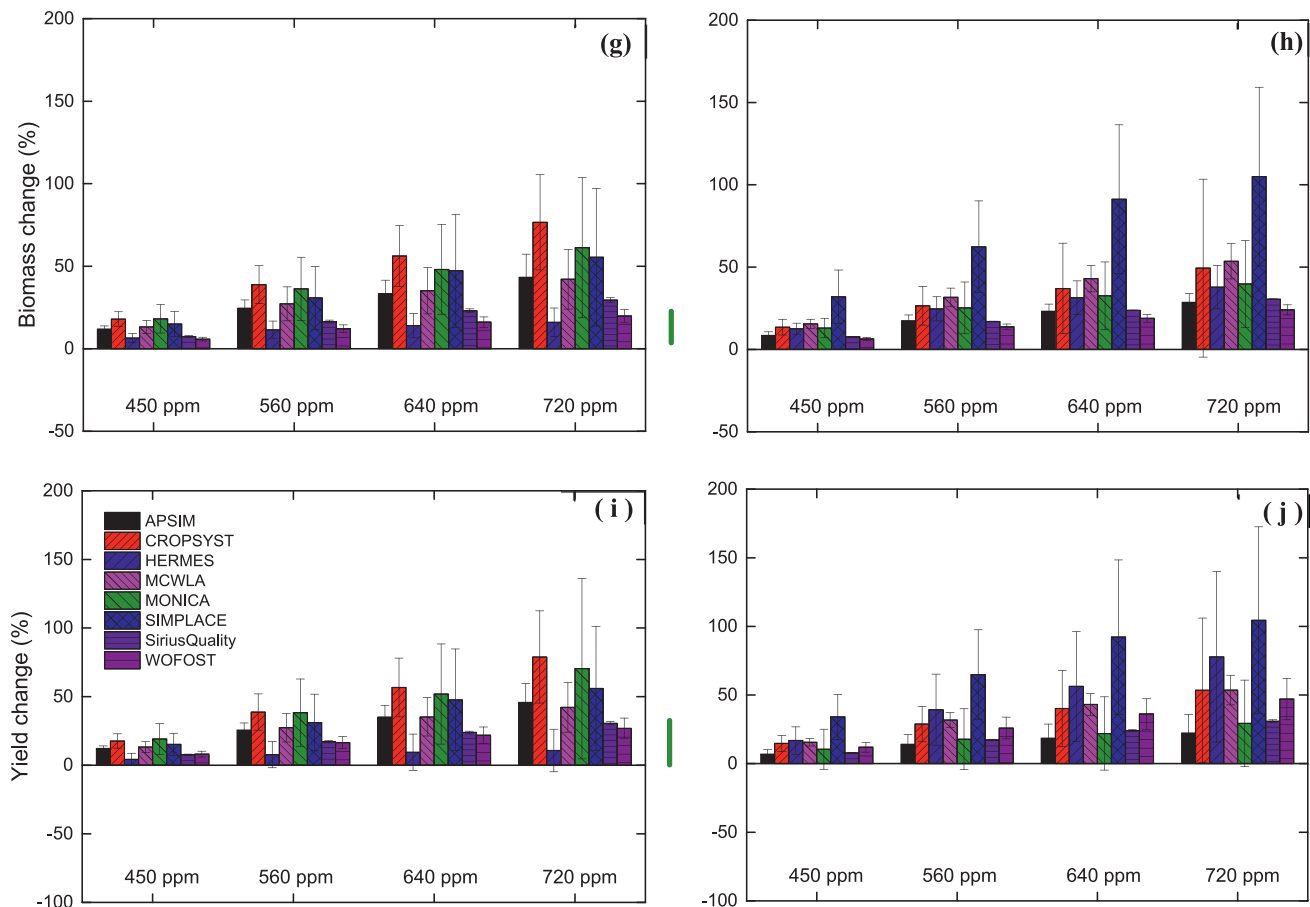 (g)
Biomass change (%)
200
150
100
50
0
-50
450 ppm
560 ppm
640 ppm
720 ppm
(h)
200
150
100
50
0
-50
450 ppm
560 ppm
640 ppm
720 ppm
( i )
Yield change (%)
200
150
100
50
0
-50
-100
APSIM
CROPSYST
HERMES
MCWLA
MONICA
SIMPLACE
SiriusQuality
WOFOST
450 ppm
560 ppm
640 ppm
720 ppm
( j )
200
150
100
50
0
-50
-100
450 ppm
560 ppm
640 ppm
720 ppm